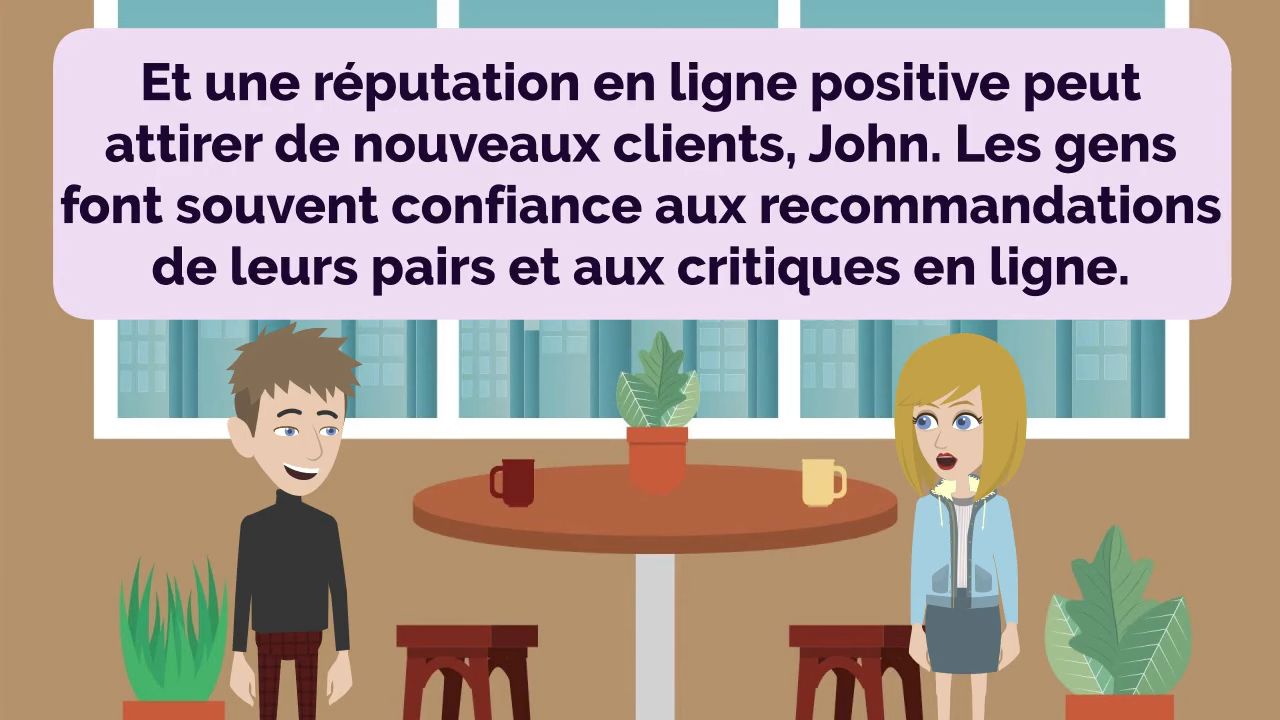 Et une réputation en ligne positive peut
attirer de nouveaux clients, John. Les gens
font souvent confiance aux recommandations
de leurs pairs et aux critiques en ligne.